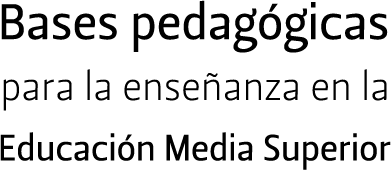 Bases pedagógicas
para la enseñanza en la
Educación Media Superior